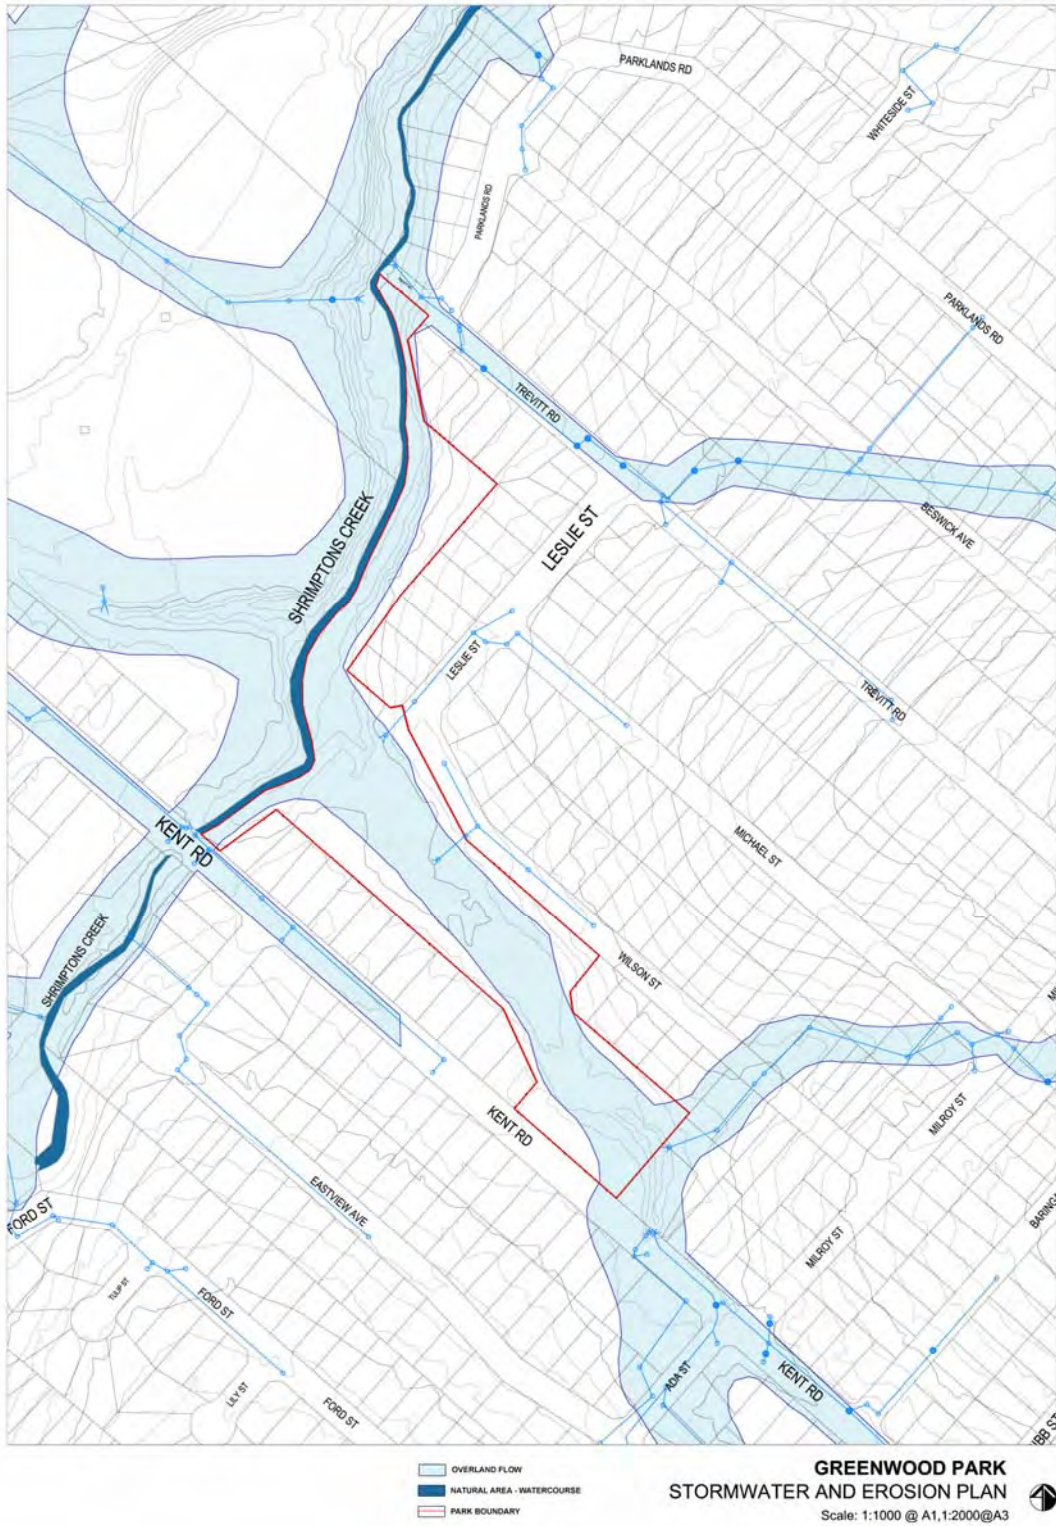 PARKLANDS RD
WHITESIDE ST
PARKLANDS RD
PARKLANDS RD
TREVITT RD
BESWICK AVE
SHRIMPTONS CREEK
LESLIE ST
LESLIE ST
TREVITT RD
KENT RD
MICHAEL ST
SHRIMPTONS CREEK
WILSON ST
KENT RD
MILROY ST
EASTVIEW AVE
FORD ST
MILROY ST
BARING
TULIP ST
FORD ST
LILY ST
FORD ST
ADA ST
KENT RD
BB ST
OVERLAND FLOW
NATURAL AREA - WATERCOURSE
PARK BOUNDARY
GREENWOOD PARK
STORMWATER AND EROSION PLAN
Scale: 1:1000 @ A1,1:2000@A3